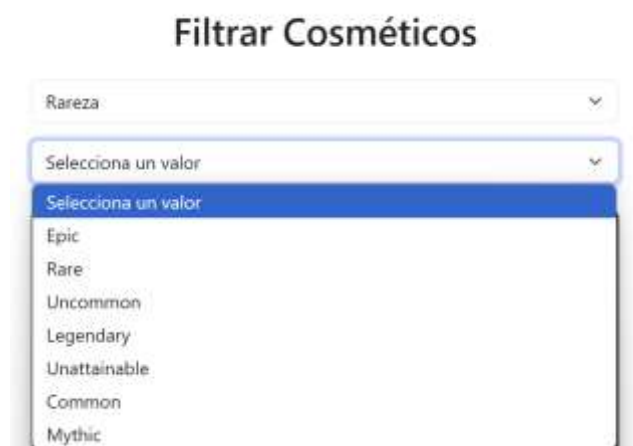 Filtrar Cosméticos
Rareza
Selecciona un valor
Selecciona un valor
Epic
Rare
Uncommon
Legendary
Unattainable
Common
Mythic